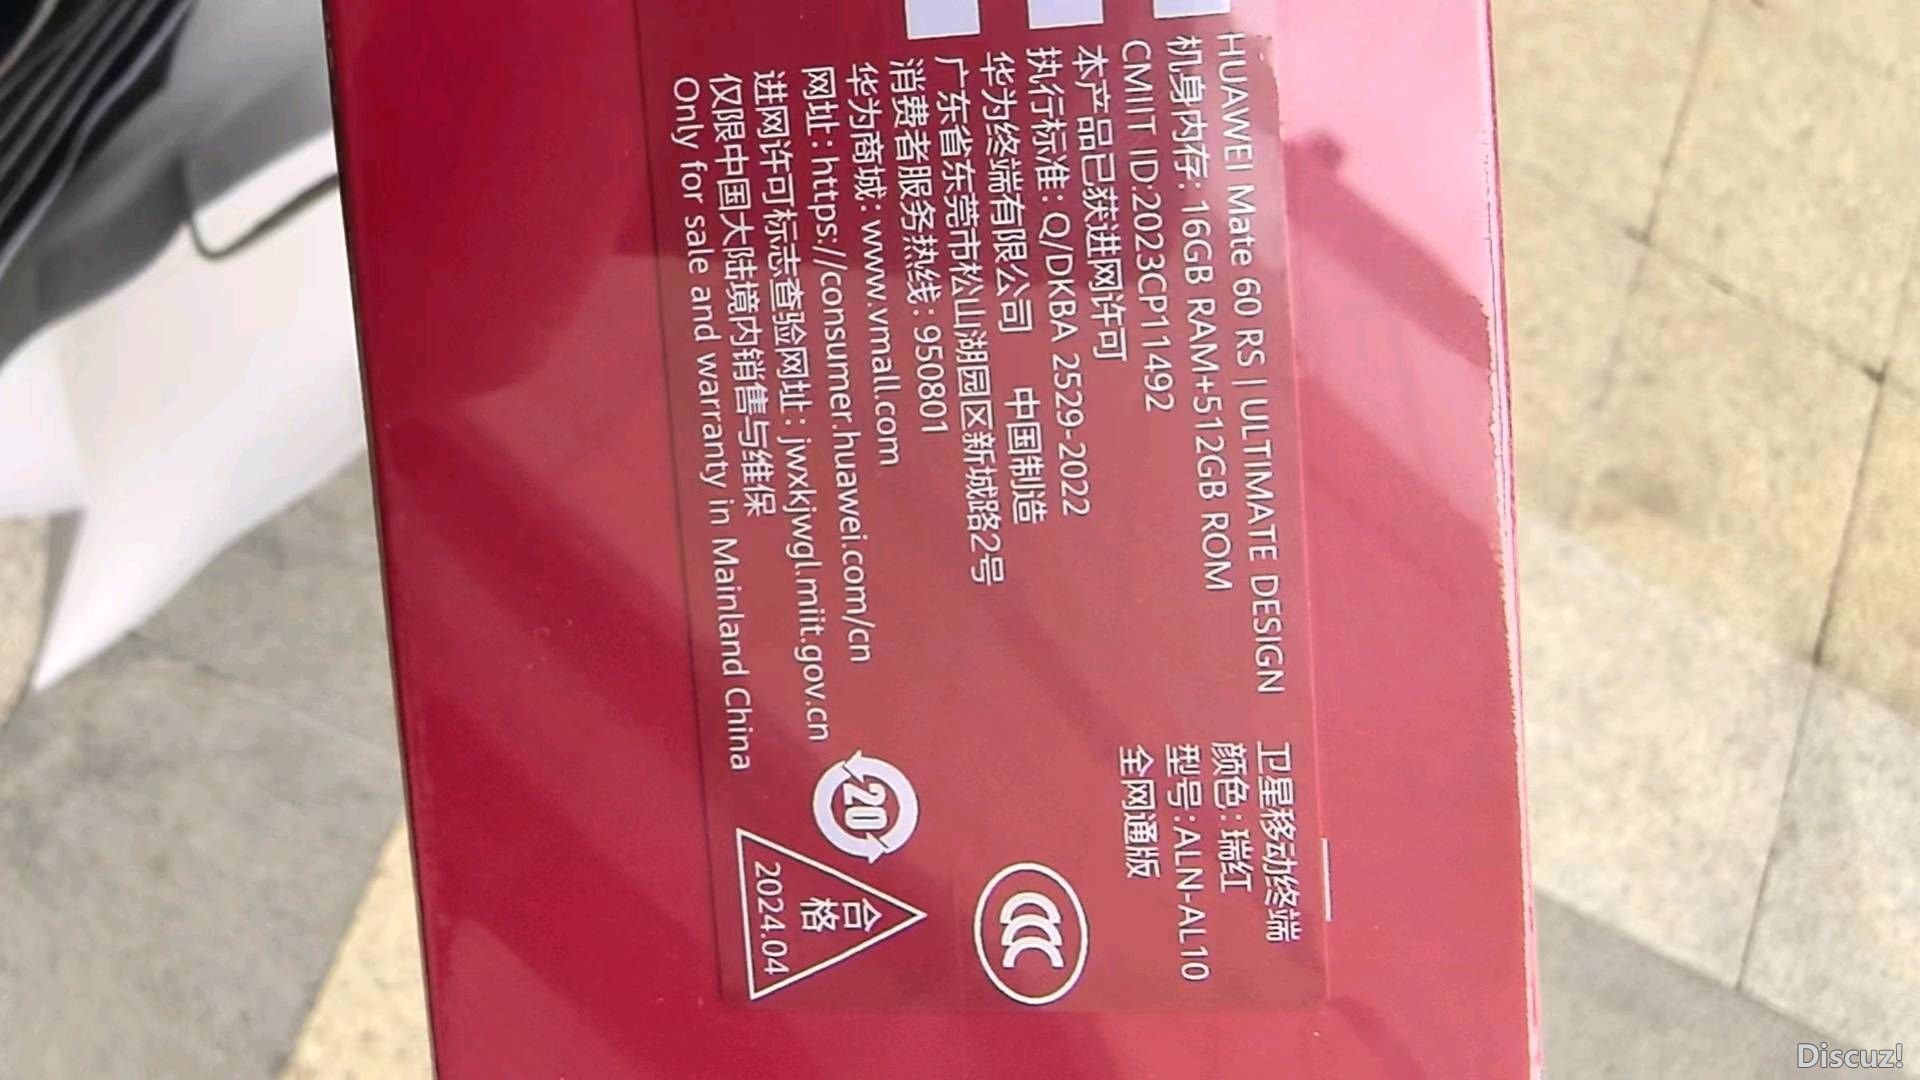 HUAWEI Mate 60 RS | ULTIMATE DESIGN
机身内存: 16GB RAM+512GB ROM
CMIIT ID:2023CP11492
本产品已获进网许可
执行标准: Q/DKBA 2529-2022
华为终端有限公司 中国制造
广东省东莞市松山湖园区新城路2号
消费者服务热线: 950801
华为商城: www.vmall.com
网址: https://consumer.huawei.com/cn
进网许可标志查验网址: jwxkjwgl.miit.gov.cn
仅限中国大陆境内销售与维保
Only for sale and warranty in Mainland China
卫星移动终端
颜色: 瑞红
型号: ALN-AL10
全网通版
CCC
20
合格
2024.04
Discuz!